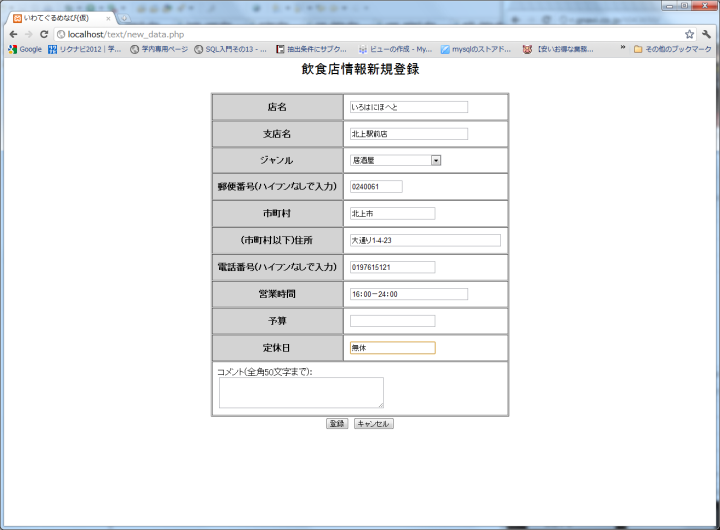 いわてぐるめなび(仮)
localhost/text/new_data.php
Google リクナビ2012 | 学... 学内専用ページ SQL入門その13 - ... 抽出条件にサブク... ビューの作成 - My... mysqlのストアド... 【安いお得な業務... » その他のブックマーク
飲食店情報新規登録
店名 いろはにほへと
支店名 北上駅前店
ジャンル 居酒屋
郵便番号(ハイフンなしで入力) 0240061
市町村 北上市
(市町村以下)住所 大通り1-4-23
電話番号(ハイフンなしで入力) 0197615121
営業時間 16:00－24:00
予算
定休日 無休
コメント(全角50文字まで):
登録 キャンセル